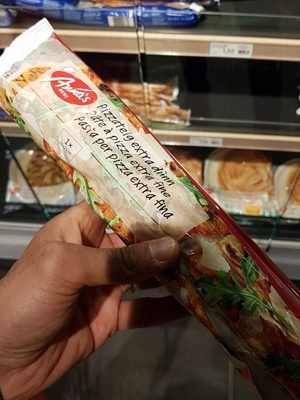 Anna's
Pizzateig extra dünn
Pâte à pizza extra fine
Pasta per pizza extra fina
1x